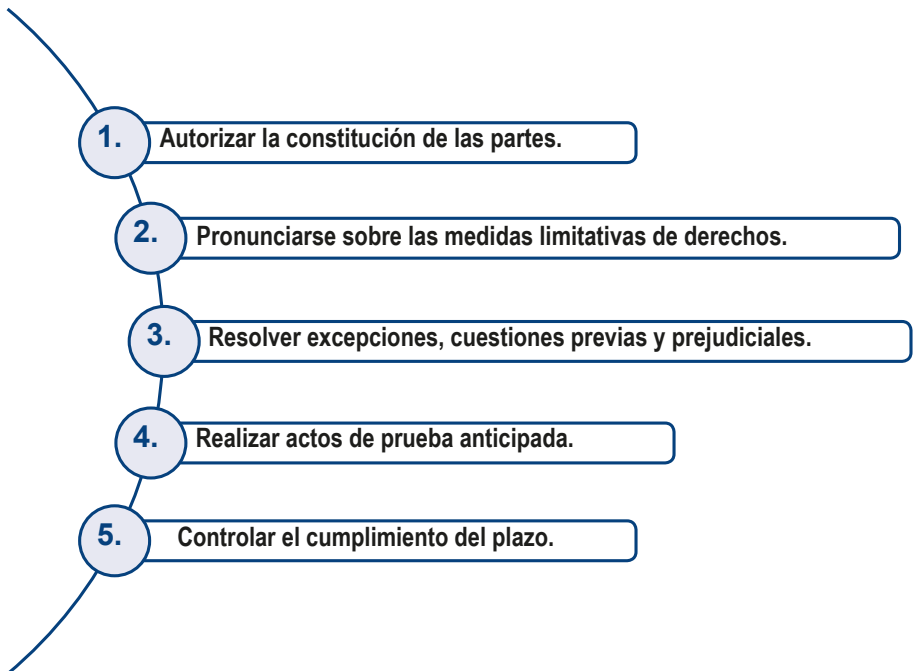 1. Autorizar la constitución de las partes.
2. Pronunciarse sobre las medidas limitativas de derechos.
3. Resolver excepciones, cuestiones previas y prejudiciales.
4. Realizar actos de prueba anticipada.
5. Controlar el cumplimiento del plazo.